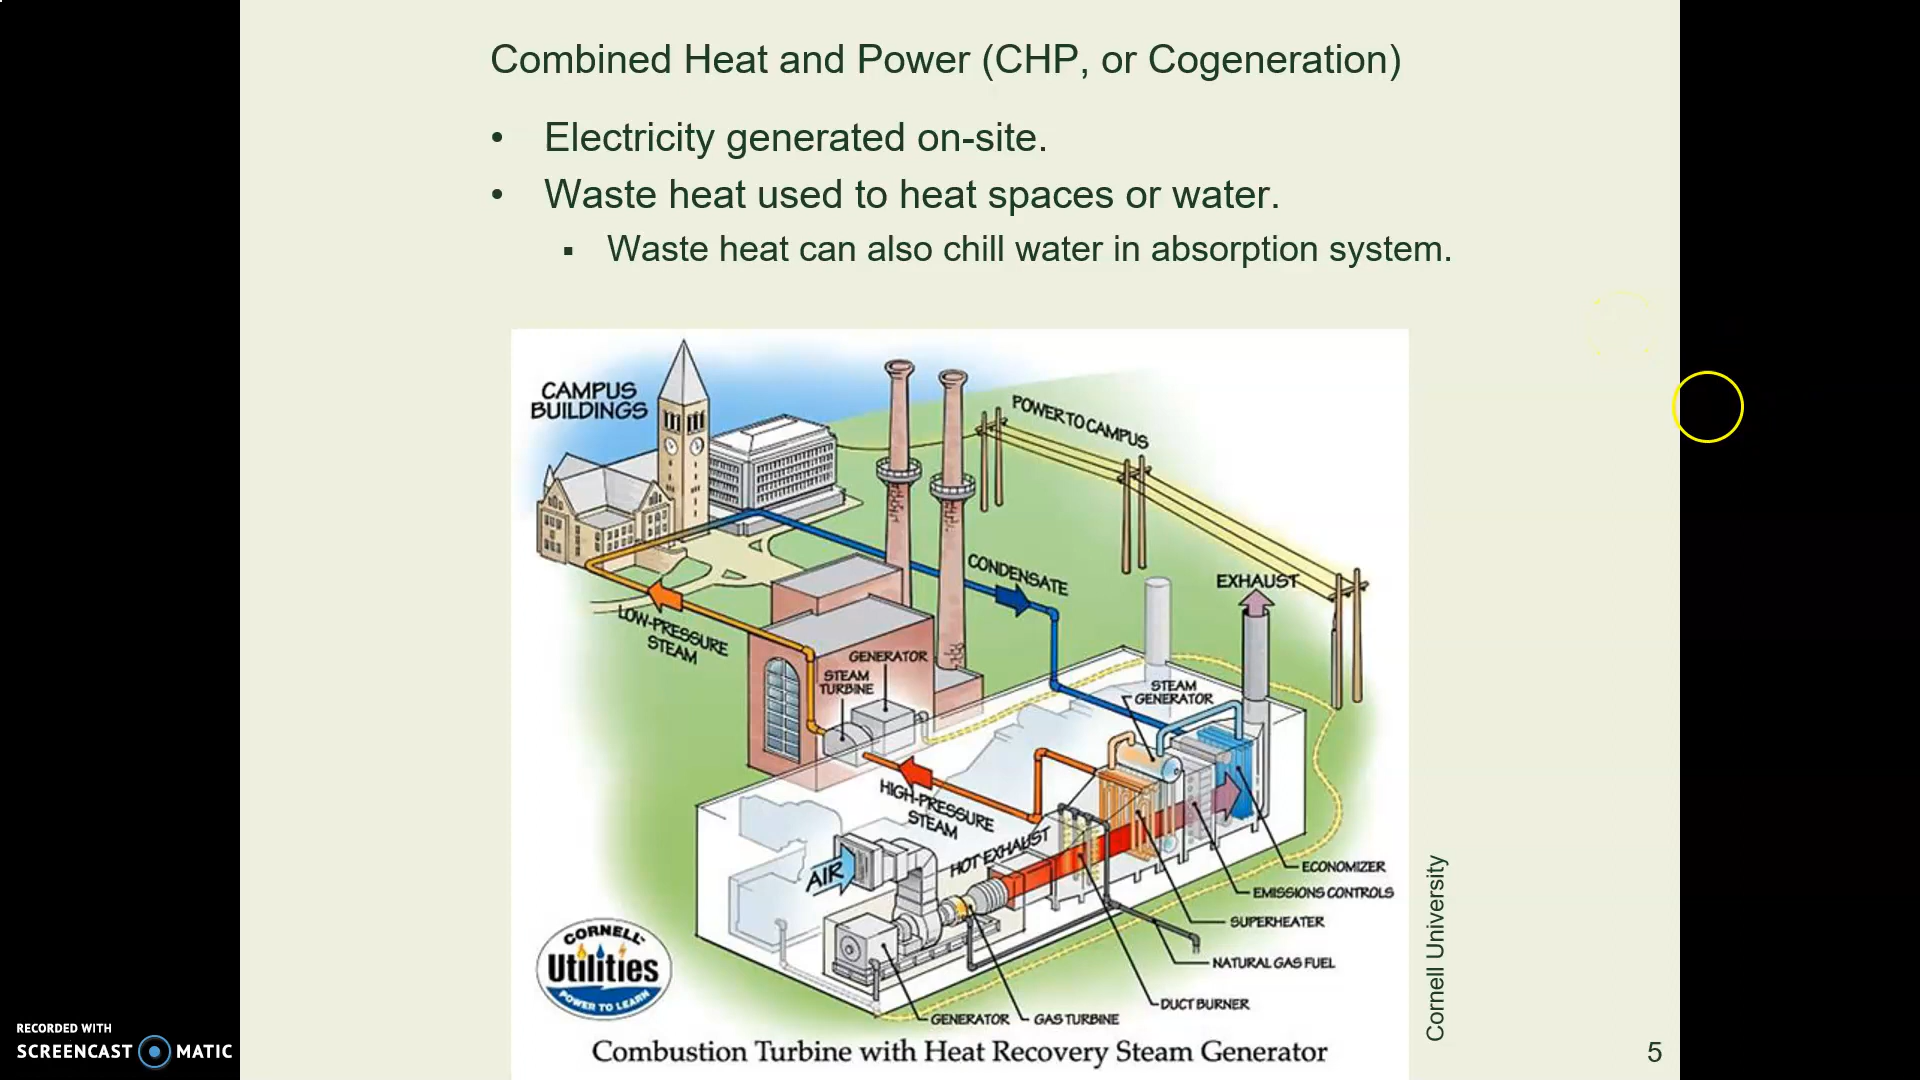 Combined Heat and Power (CHP, or Cogeneration)
• Electricity generated on-site.
• Waste heat used to heat spaces or water.
▪ Waste heat can also chill water in absorption system.
CAMPUS
BUILDINGS
POWER TO CAMPUS
CONDENSATE
EXHAUST
LOW-PRESSURE
STEAM
GENERATOR
STEAM
TURBINE
STEAM
GENERATOR
HIGH-PRESSURE
STEAM
HOT EXHAUST
AIR
ECONOMIZER
EMISSIONS CONTROLS
SUPERHEATER
NATURAL GAS FUEL
DUCT BURNER
GENERATOR
GAS TURBINE
CORNELL
Utilities
POWER TO LEARN
Combustion Turbine with Heat Recovery Steam Generator
Cornell University
5
RECORDED WITH
SCREENCAST MATIC